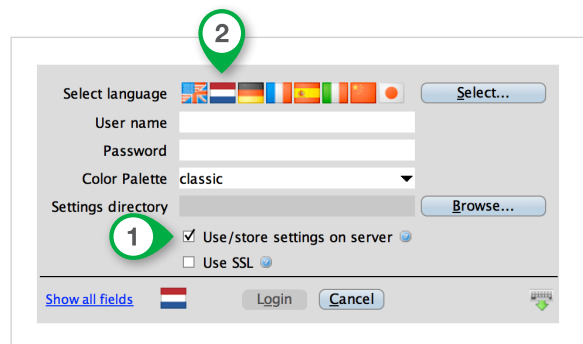 2
Select language Select...
User name
Password
Color Palette classic
Settings directory Browse...
1 Use/store settings on server
Use SSL
Show all fields Login Cancel